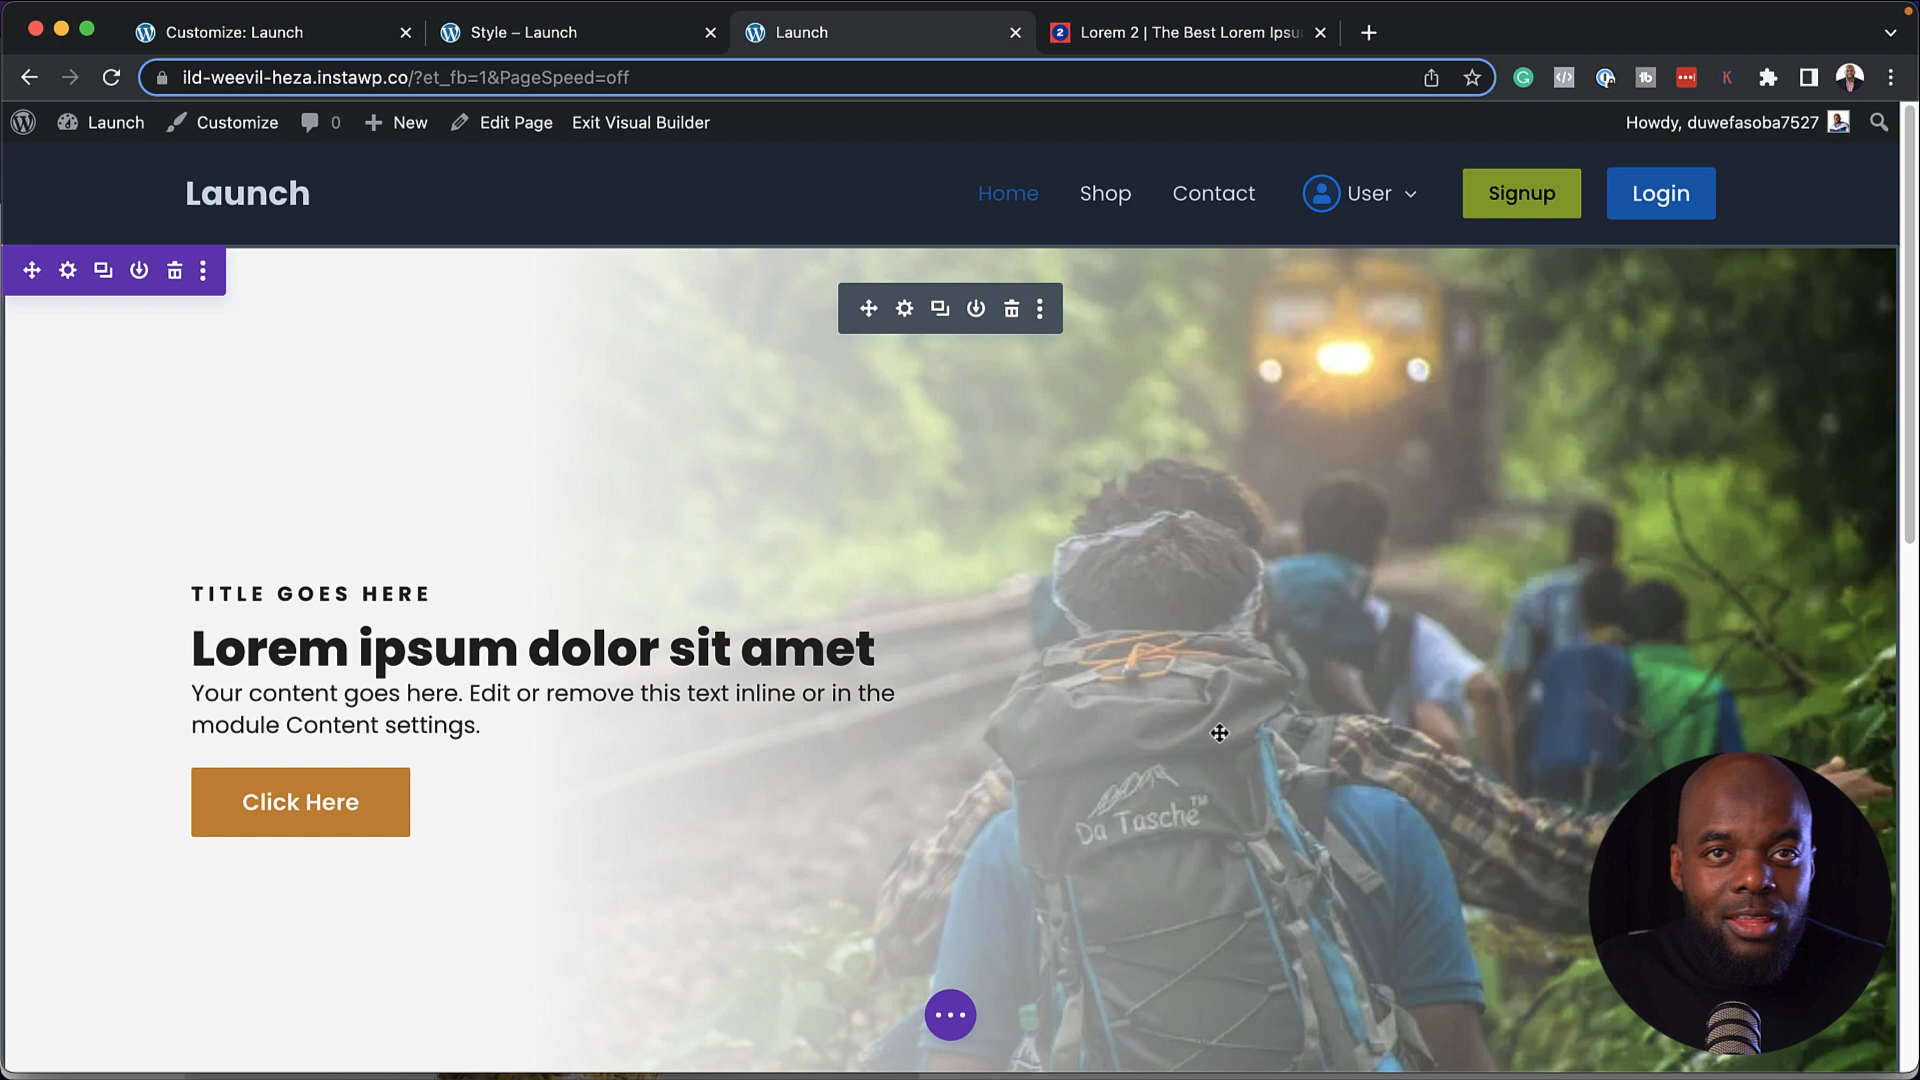 Customize: Launch
Style – Launch
Launch
2 Lorem 2 | The Best Lorem Ipsu
ild-weevil-heza.instawp.co/?et_fb=1&PageSpeed=off
Launch
Customize
0
New
Edit Page
Exit Visual Builder
Howdy, duwefasoba7527
Launch
Home
Shop
Contact
User
Signup
Login
TITLE GOES HERE
Lorem ipsum dolor sit amet
Your content goes here. Edit or remove this text inline or in the
module Content settings.
Click Here
Da Tasche™